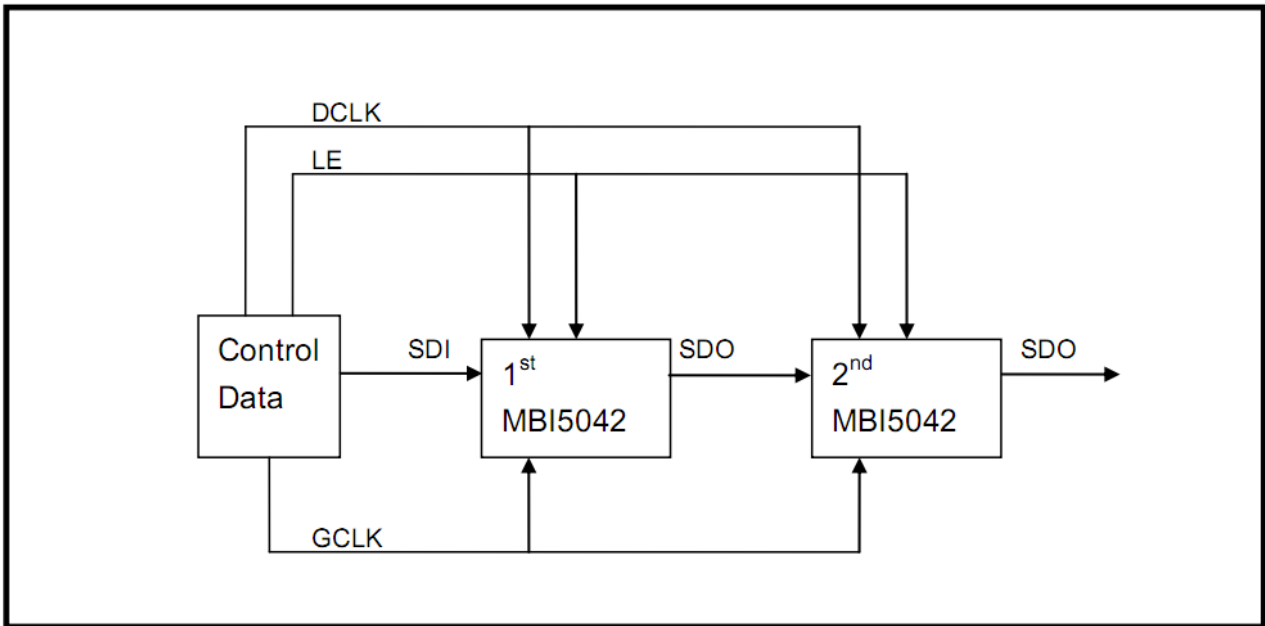 DCLK
LE
Control
Data
SDI
1st
MBI5042
SDO
2nd
MBI5042
SDO
GCLK